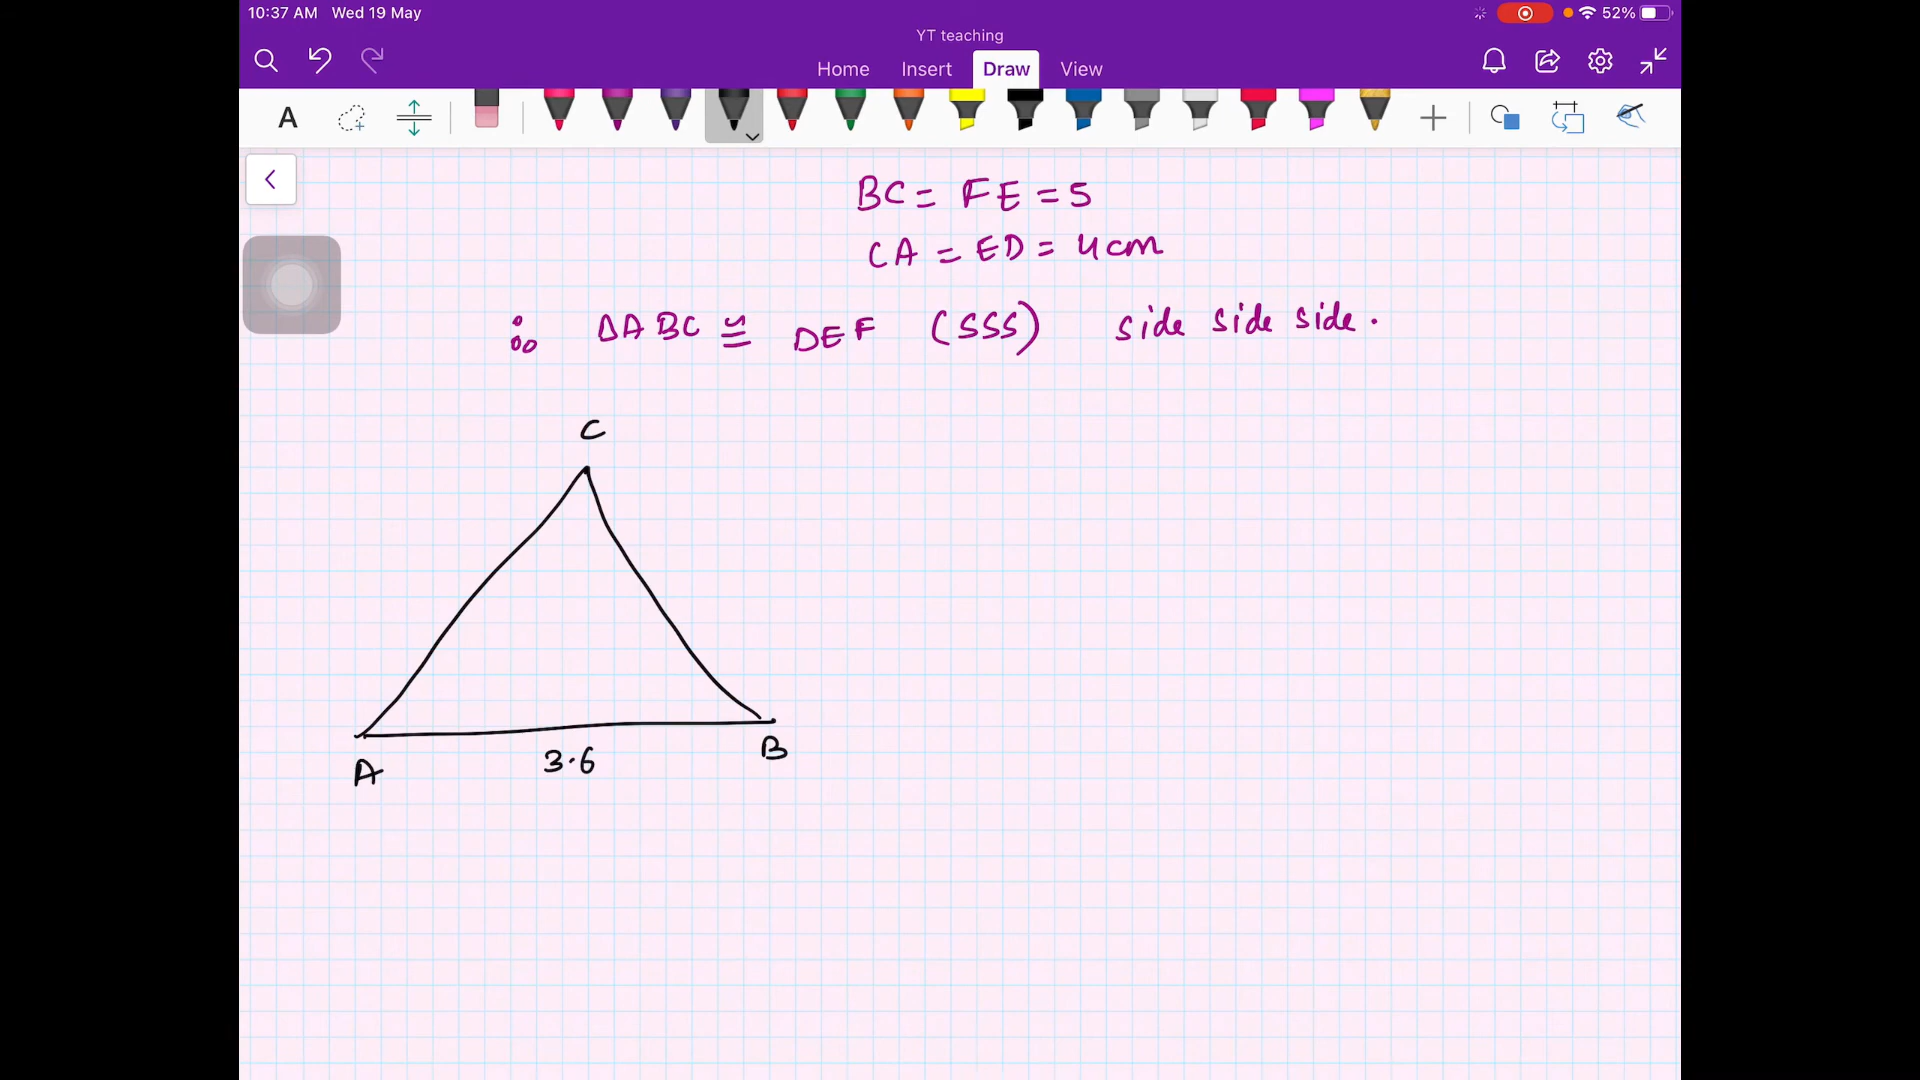 10:37 AM Wed 19 May
52%
YT teaching
Home Insert Draw View
A
BC = FE = 5
CA = ED = 4cm
∴ ΔABC ≅ DEF (SSS) side side side.
C
A
3.6
B